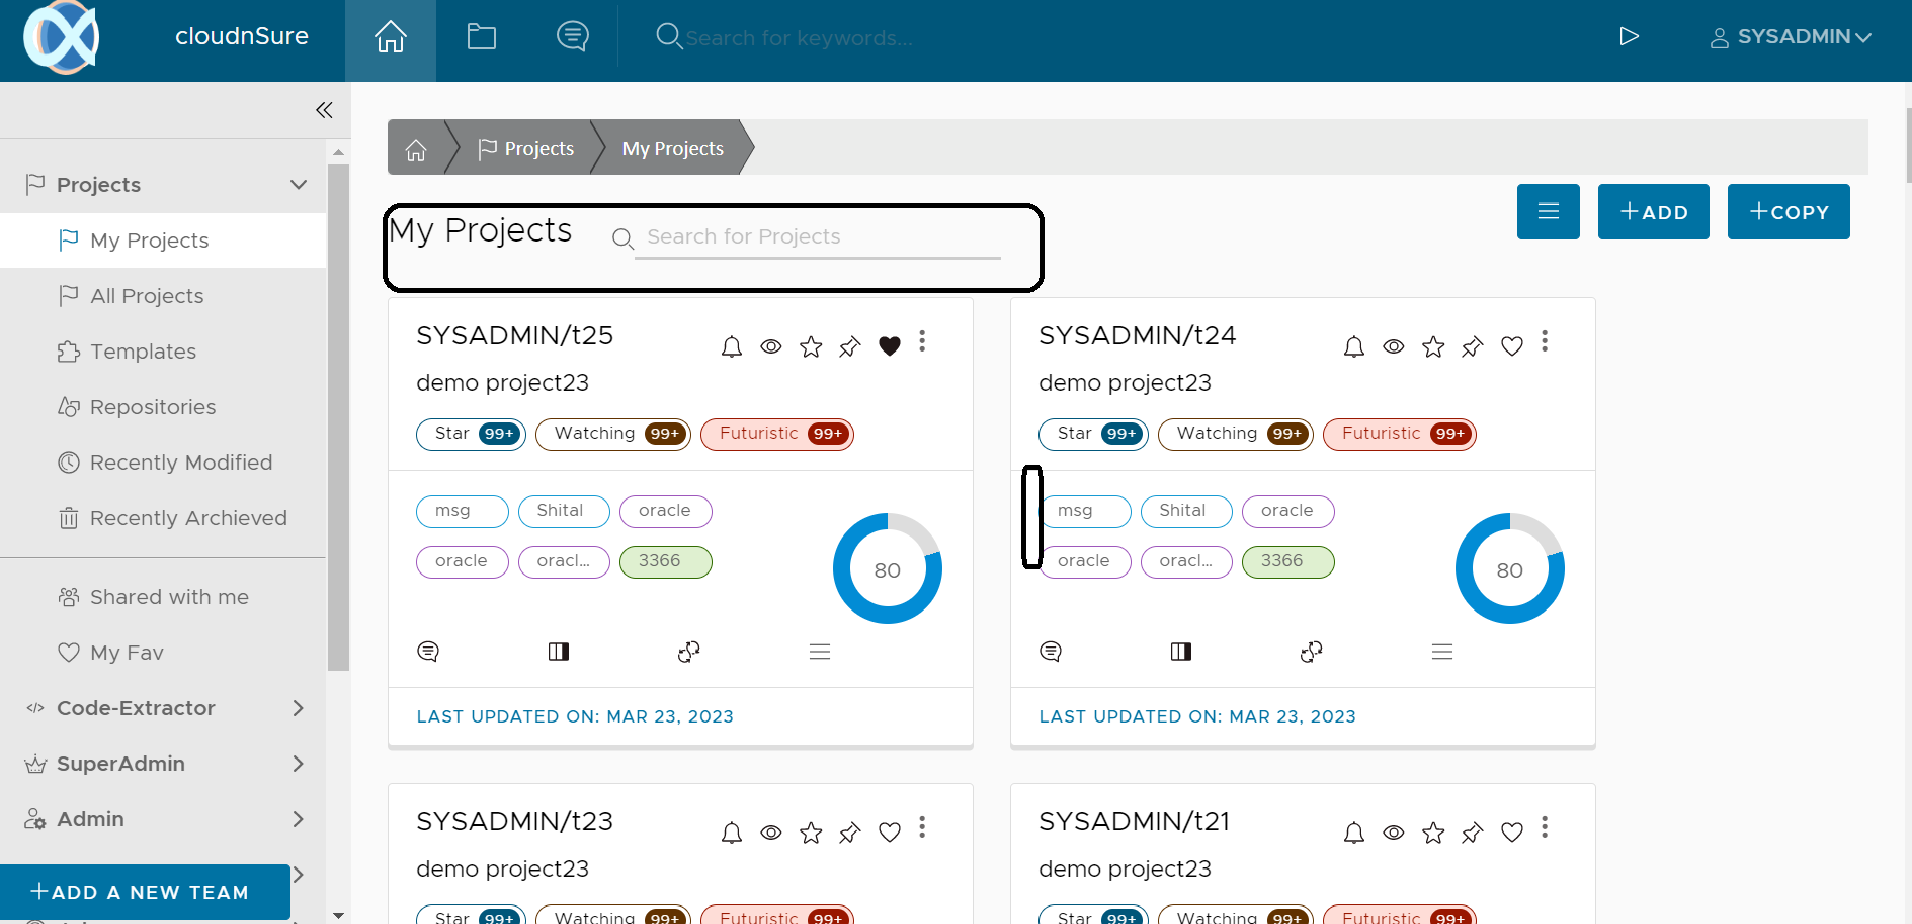 cloudnSure
Search for keywords...
SYSADMIN
Projects
My Projects
All Projects
Templates
Repositories
Recently Modified
Recently Archieved
Shared with me
My Fav
Code-Extractor
SuperAdmin
Admin
+ADD A NEW TEAM
Projects
My Projects
My Projects
Search for Projects
+ADD
+COPY
SYSADMIN/t25
demo project23
Star 99+ Watching 99+ Futuristic 99+
msg Shital oracle
oracle oracl... 3366
80
LAST UPDATED ON: MAR 23, 2023
SYSADMIN/t24
demo project23
Star 99+ Watching 99+ Futuristic 99+
msg Shital oracle
oracle oracl... 3366
80
LAST UPDATED ON: MAR 23, 2023
SYSADMIN/t23
demo project23
Star 99+ Watching 99+ Futuristic 99+
SYSADMIN/t21
demo project23
Star 99+ Watching 99+ Futuristic 99+